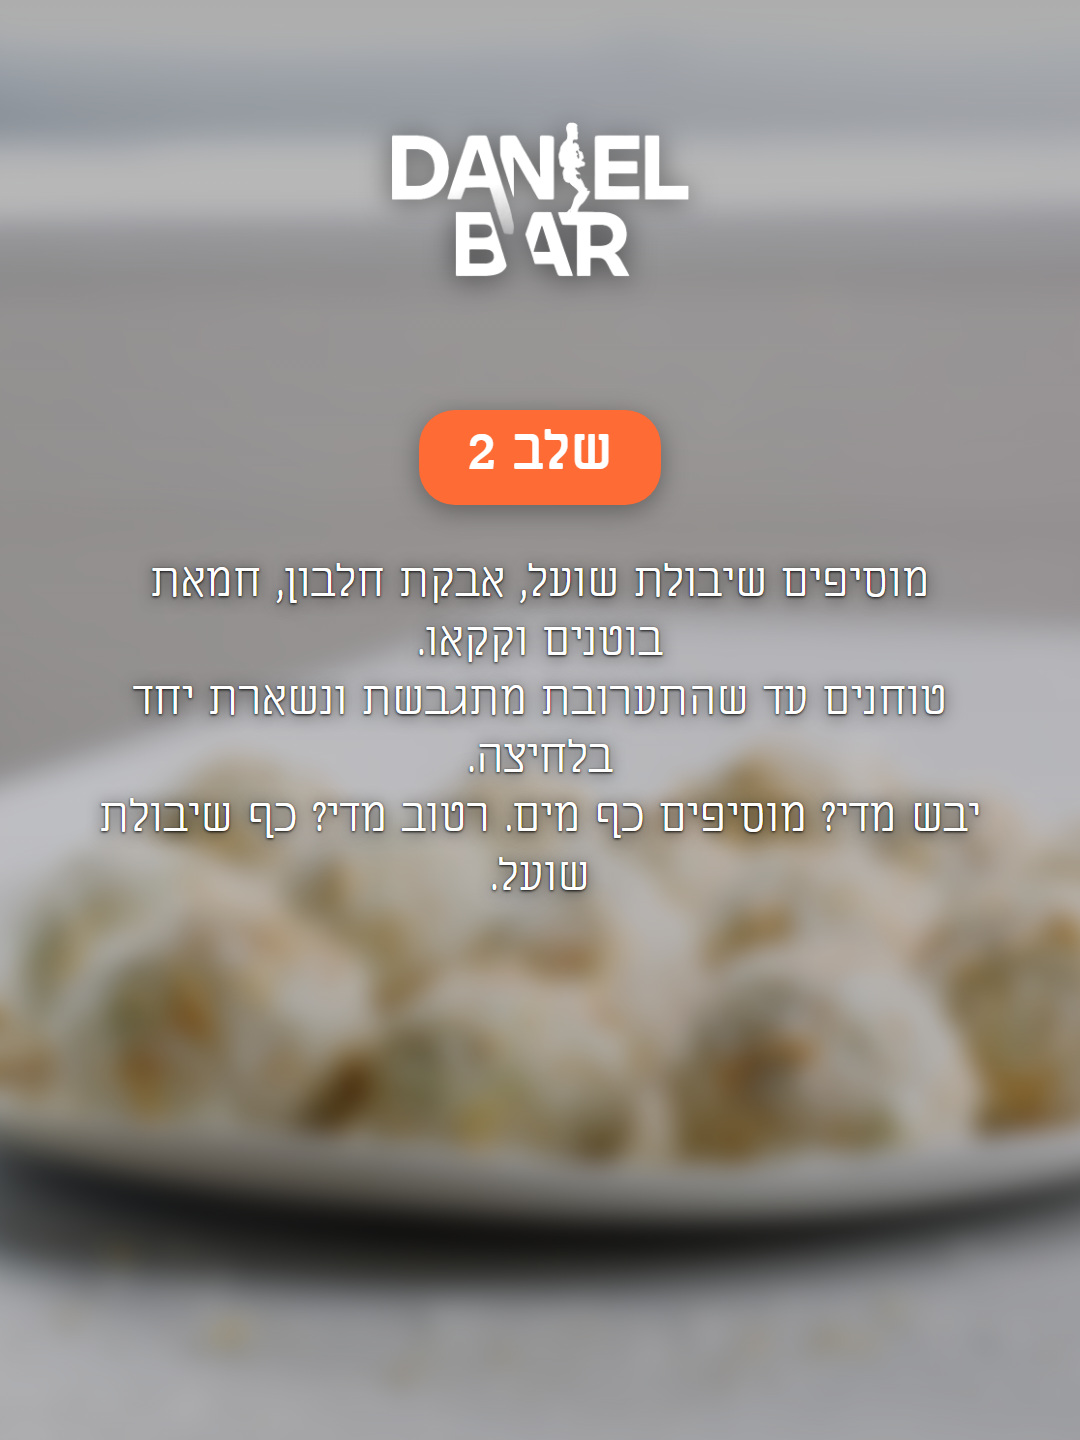 DANIEL
BAR
שלב 2
מוסיפים שיבולת שועל, אבקת חלבון, חמאת
בוטנים וקקאו.
טוחנים עד שהתערובת מתגבשת ונשארת יחד
בלחיצה.
יבש מדי? מוסיפים כף מים. רטוב מדי? כף שיבולת
שועל.